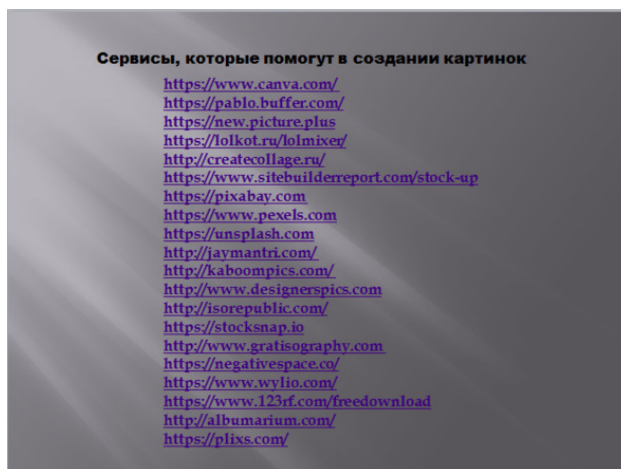 Сервисы, которые помогут в создании картинок
https://www.canva.com/
https://pablo.buffer.com/
https://new.picture.plus
https://lolkot.ru/lolmixer/
http://createcollage.ru/
https://www.sitebuilderreport.com/stock-up
https://pixabay.com
https://www.pexels.com
https://unsplash.com
http://jaymantri.com/
http://kaboompics.com/
http://www.designerspics.com
http://isorepublic.com/
https://stocksnap.io
http://www.gratisography.com
https://negativespace.co/
https://www.wylio.com/
https://www.123rf.com/freedownload
http://albumarium.com/
https://plixs.com/